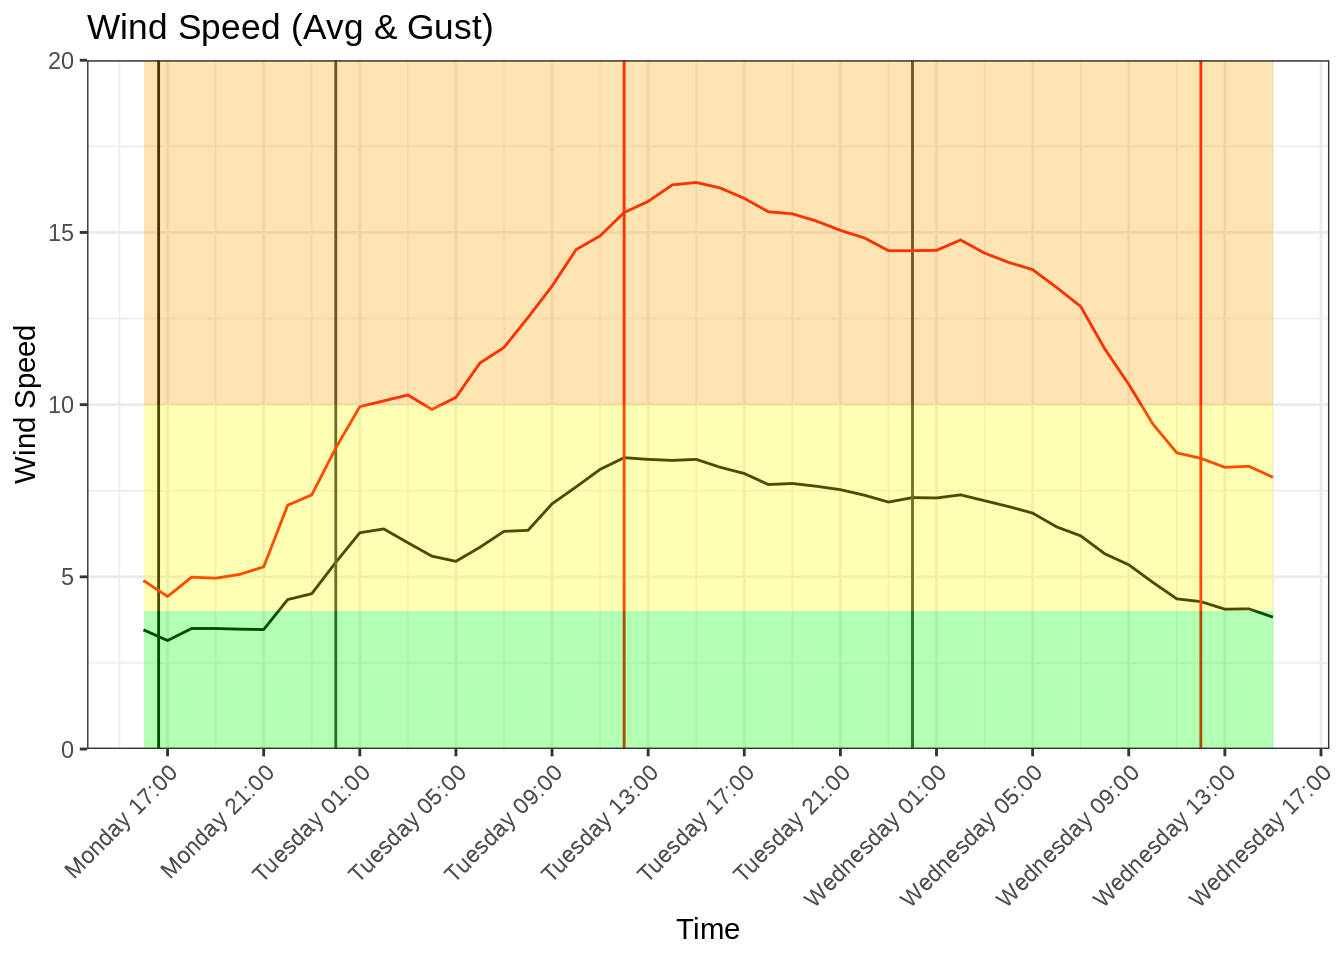 Wind Speed (Avg & Gust)
20
15
10
5
0
Wind Speed
Monday 17:00
Monday 21:00
Tuesday 01:00
Tuesday 05:00
Tuesday 09:00
Tuesday 13:00
Tuesday 17:00
Tuesday 21:00
Wednesday 01:00
Wednesday 05:00
Wednesday 09:00
Wednesday 13:00
Wednesday 17:00
Time